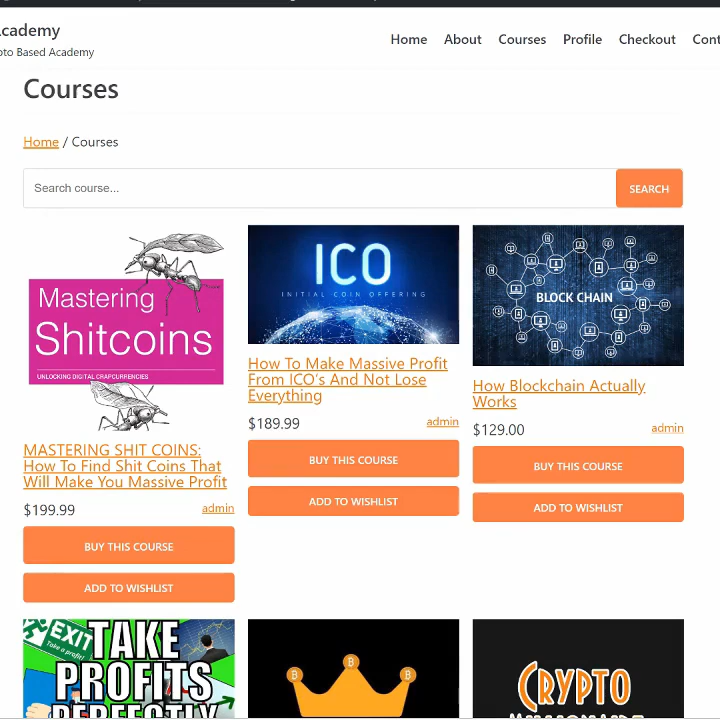 Academy
Crypto Based Academy
Home About Courses Profile Checkout Cont
Courses
Home / Courses
Search course...
SEARCH
Mastering
Shitcoins
UNLOCKING DIGITAL CRAPCURRENCIES
MASTERING SHIT COINS:
How To Find Shit Coins That
Will Make You Massive Profit
$199.99 admin
BUY THIS COURSE
ADD TO WISHLIST
ICO
INITIAL COIN OFFERING
How To Make Massive Profit
From ICO's And Not Lose
Everything
$189.99 admin
BUY THIS COURSE
ADD TO WISHLIST
BLOCK CHAIN
How Blockchain Actually
Works
$129.00 admin
BUY THIS COURSE
ADD TO WISHLIST
EXIT
Take a profit!
TAKE
PROFITS
PERFECTLY
B B B
CRYPTO